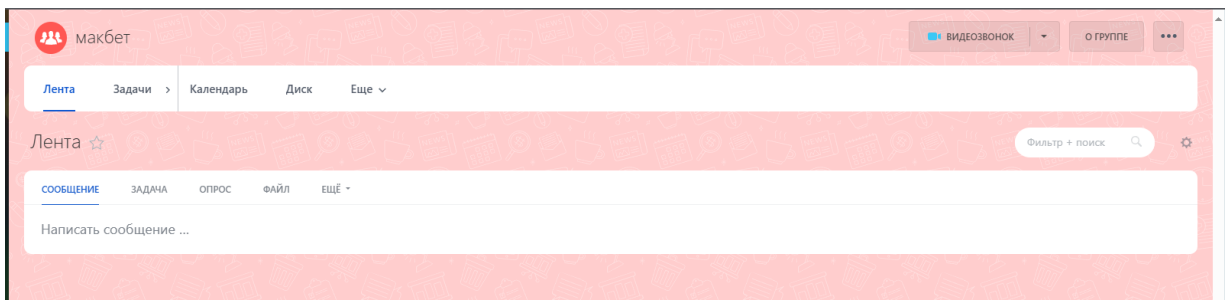 макбет
ВИДЕОЗВОНОК О ГРУППЕ
Лента Задачи Календарь Диск Еще
Лента
Фильтр + поиск
СООБЩЕНИЕ ЗАДАЧА ОПРОС ФАЙЛ ЕЩЁ
Написать сообщение ...